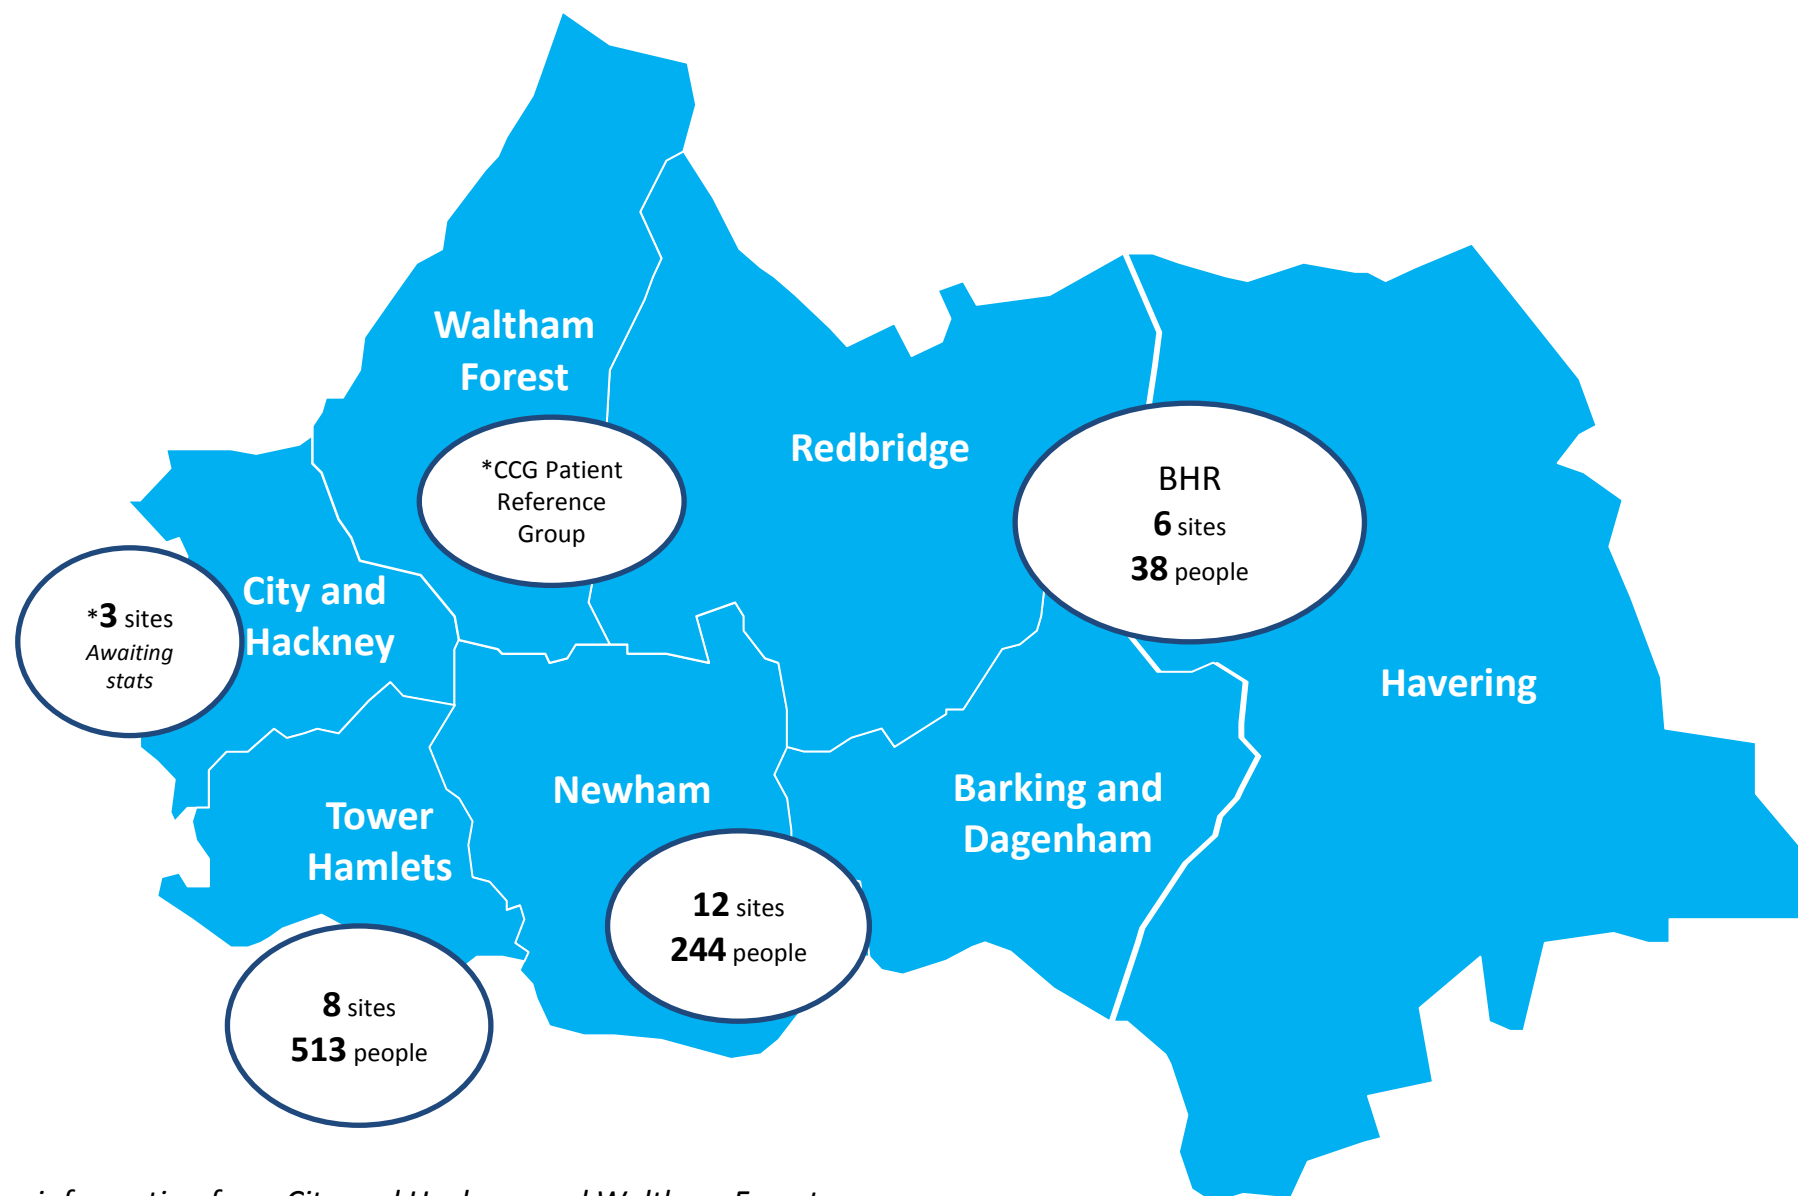 Waltham
Forest
*CCG Patient
Reference
Group
Redbridge
BHR
6 sites
38 people
City and
Hackney
*3 sites
Awaiting
stats
Havering
Newham
12 sites
244 people
Barking and
Dagenham
Tower
Hamlets
8 sites
513 people